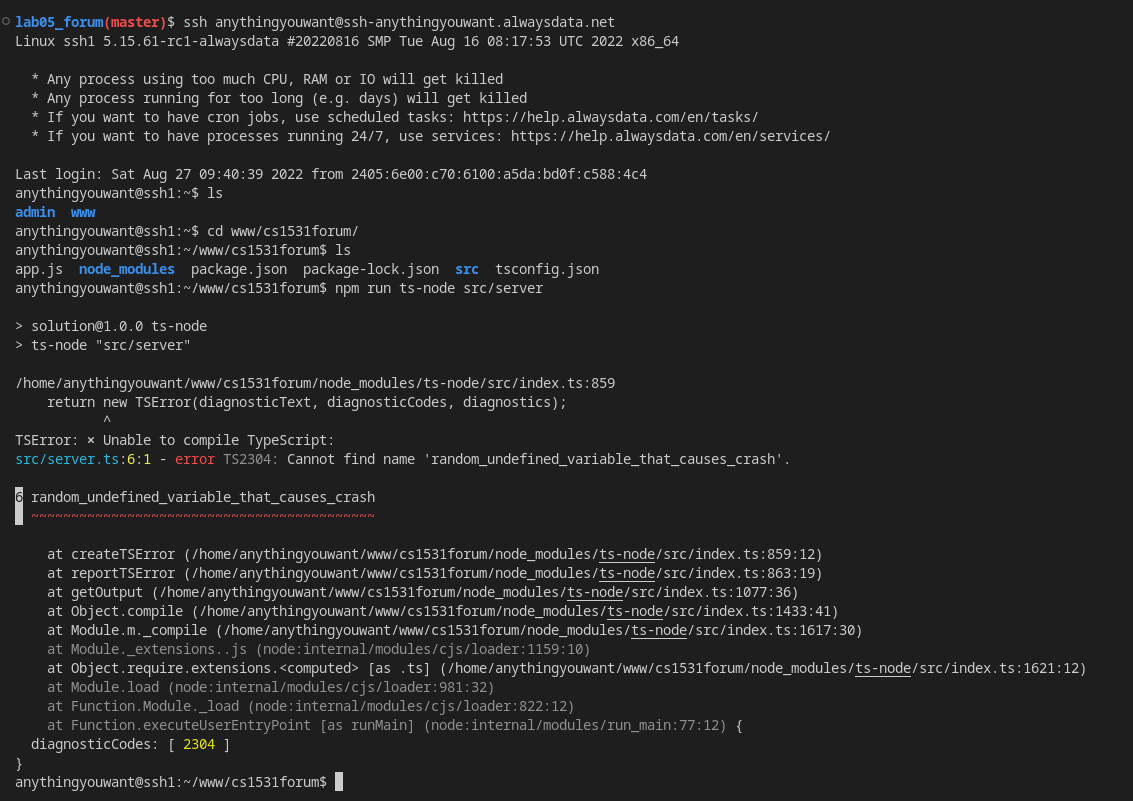 lab05_forum(master)$ ssh anythingyouwant@ssh-anythingyouwant.alwaysdata.net
Linux ssh1 5.15.61-rc1-alwaysdata #20220816 SMP Tue Aug 16 08:17:53 UTC 2022 x86_64
* Any process using too much CPU, RAM or IO will get killed
* Any process running for too long (e.g. days) will get killed
* If you want to have cron jobs, use scheduled tasks: https://help.alwaysdata.com/en/tasks/
* If you want to have processes running 24/7, use services: https://help.alwaysdata.com/en/services/
Last login: Sat Aug 27 09:40:39 2022 from 2405:6e00:c70:6100:a5da:bd0f:c588:4c4
anythingyouwant@ssh1:~$ ls
admin  www
anythingyouwant@ssh1:~$ cd www/cs1531forum/
anythingyouwant@ssh1:~/www/cs1531forum$ ls
app.js  node_modules  package.json  package-lock.json  src  tsconfig.json
anythingyouwant@ssh1:~/www/cs1531forum$ npm run ts-node src/server
> solution@1.0.0 ts-node
> ts-node "src/server"
/home/anythingyouwant/www/cs1531forum/node_modules/ts-node/src/index.ts:859
    return new TSError(diagnosticText, diagnosticCodes, diagnostics);
           ^
TSError: ⨯ Unable to compile TypeScript:
src/server.ts:6:1 - error TS2304: Cannot find name 'random_undefined_variable_that_causes_crash'.
6 random_undefined_variable_that_causes_crash
  ~~~~~~~~~~~~~~~~~~~~~~~~~~~~~~~~~~~~~~~~~~~
    at createTSError (/home/anythingyouwant/www/cs1531forum/node_modules/ts-node/src/index.ts:859:12)
    at reportTSError (/home/anythingyouwant/www/cs1531forum/node_modules/ts-node/src/index.ts:863:19)
    at getOutput (/home/anythingyouwant/www/cs1531forum/node_modules/ts-node/src/index.ts:1077:36)
    at Object.compile (/home/anythingyouwant/www/cs1531forum/node_modules/ts-node/src/index.ts:1433:41)
    at Module.m._compile (/home/anythingyouwant/www/cs1531forum/node_modules/ts-node/src/index.ts:1617:30)
    at Module._extensions..js (node:internal/modules/cjs/loader:1159:10)
    at Object.require.extensions.<computed> [as .ts] (/home/anythingyouwant/www/cs1531forum/node_modules/ts-node/src/index.ts:1621:12)
    at Module.load (node:internal/modules/cjs/loader:981:32)
    at Function.Module._load (node:internal/modules/cjs/loader:822:12)
    at Function.executeUserEntryPoint [as runMain] (node:internal/modules/run_main:77:12) {
  diagnosticCodes: [ 2304 ]
}
anythingyouwant@ssh1:~/www/cs1531forum$